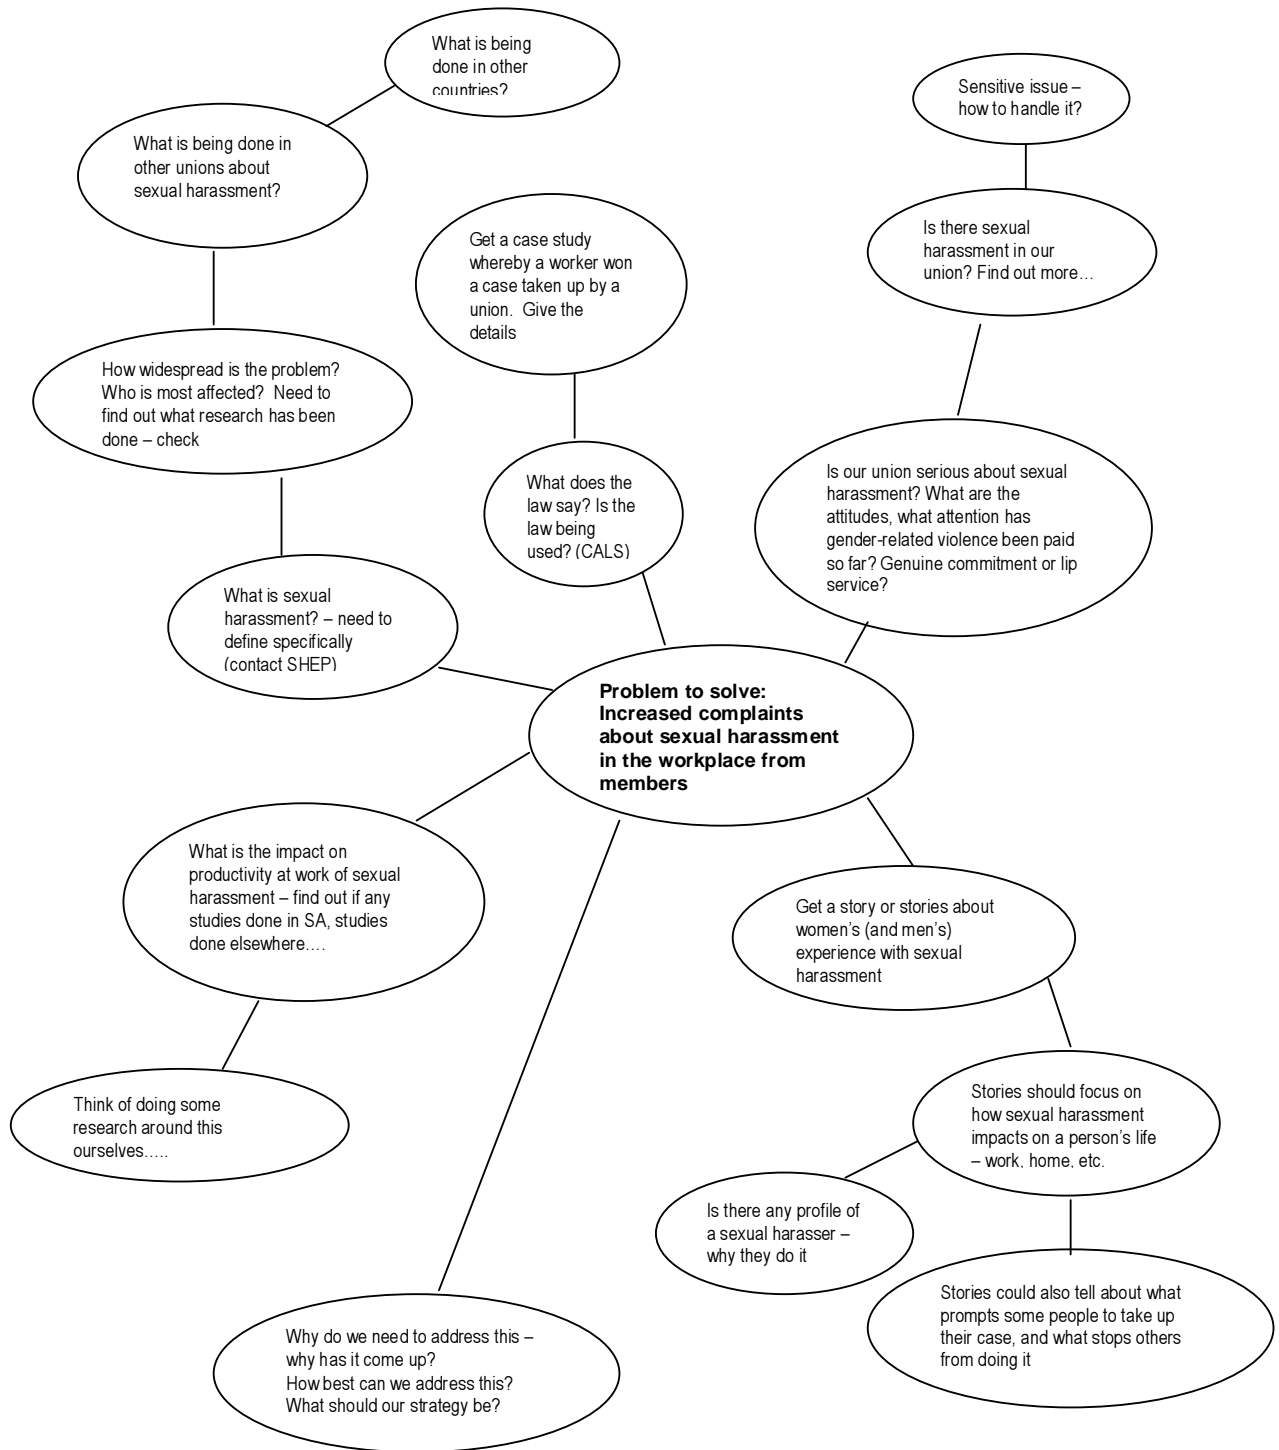 What is being
done in other
countries?
Sensitive issue –
how to handle it?
What is being done in
other unions about
sexual harassment?
Get a case study
whereby a worker won
a case taken up by a
union.  Give the
details
Is there sexual
harassment in our
union? Find out more…
How widespread is the problem?
Who is most affected?  Need to
find out what research has been
done – check
What does the
law say? Is the
law being
used? (CALS)
Is our union serious about sexual
harassment? What are the
attitudes, what attention has
gender-related violence been paid
so far? Genuine commitment or lip
service?
What is sexual
harassment? – need to
define specifically
(contact SHEP)
Problem to solve:
Increased complaints
about sexual harassment
in the workplace from
members
What is the impact on
productivity at work of sexual
harassment – find out if any
studies done in SA, studies
done elsewhere….
Get a story or stories about
women’s (and men’s)
experience with sexual
harassment
Think of doing some
research around this
ourselves…..
Stories should focus on
how sexual harassment
impacts on a person’s life
– work, home, etc.
Is there any profile of
a sexual harasser –
why they do it
Stories could also tell about what
prompts some people to take up
their case, and what stops others
from doing it
Why do we need to address this –
why has it come up?
How best can we address this?
What should our strategy be?